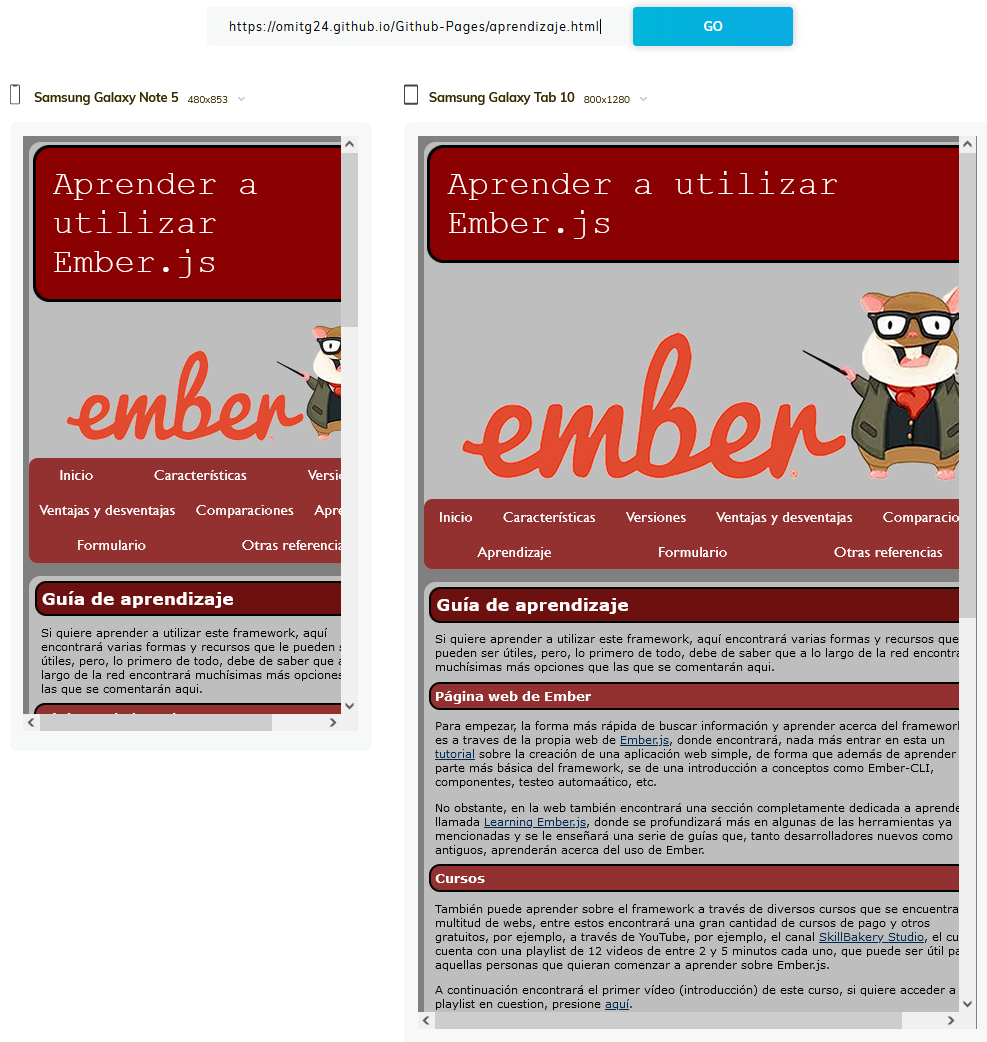 https://omitg24.github.io/Github-Pages/aprendizaje.html
GO
Samsung Galaxy Note 5 480x853
Aprender a
utilizar
Ember.js
ember
Inicio Características Versi
Ventajas y desventajas Comparaciones Apre
Formulario Otras referencia
Guía de aprendizaje
Si quiere aprender a utilizar este framework, aquí
encontrará varias formas y recursos que le pueden s
útiles, pero, lo primero de todo, debe de saber que a
largo de la red encontrará muchísimas más opciones
las que se comentarán aqui.
Samsung Galaxy Tab 10 800x1280
Aprender a utilizar
Ember.js
ember
Inicio Características Versiones Ventajas y desventajas Comparacio
Aprendizaje Formulario Otras referencias
Guía de aprendizaje
Si quiere aprender a utilizar este framework, aquí encontrará varias formas y recursos que
pueden ser útiles, pero, lo primero de todo, debe de saber que a lo largo de la red encontra
muchísimas más opciones que las que se comentarán aqui.
Página web de Ember
Para empezar, la forma más rápida de buscar información y aprender acerca del framework
es a traves de la propia web de Ember.js, donde encontrará, nada más entrar en esta un
tutorial sobre la creación de una aplicación web simple, de forma que además de aprender
parte más básica del framework, se de una introducción a conceptos como Ember-CLI,
componentes, testeo automaático, etc.
No obstante, en la web también encontrará una sección completamente dedicada a aprende
llamada Learning Ember.js, donde se profundizará más en algunas de las herramientas ya
mencionadas y se le enseñará una serie de guías que, tanto desarrolladores nuevos como
antiguos, aprenderán acerca del uso de Ember.
Cursos
También puede aprender sobre el framework a través de diversos cursos que se encuentra
multitud de webs, entre estos encontrará una gran cantidad de cursos de pago y otros
gratuitos, por ejemplo, a través de YouTube, por ejemplo, el canal SkillBakery Studio, el cu
cuenta con una playlist de 12 videos de entre 2 y 5 minutos cada uno, que puede ser útil pa
aquellas personas que quieran comenzar a aprender sobre Ember.js.
A continuación encontrará el primer vídeo (introducción) de este curso, si quiere acceder a
playlist en cuestion, presione aquí.